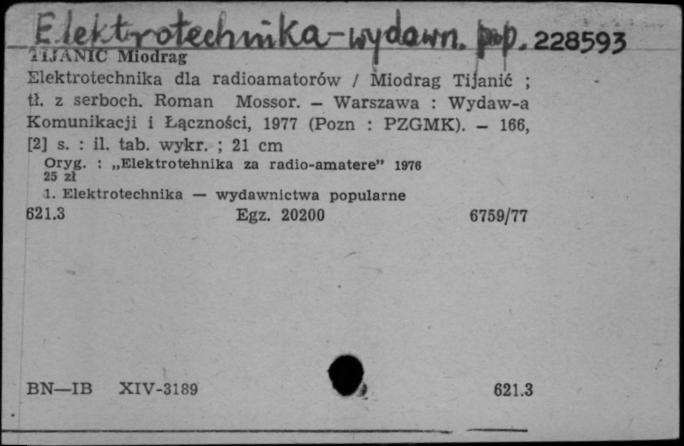 Elektrotechnika-wydawn. pop. 228593
TIJANIC Miodrag
Elektrotechnika dla radioamatorów / Miodrag Tijanić ;
tł. z serboch. Roman Mossor. — Warszawa : Wydaw-a
Komunikacji i Łączności, 1977 (Pozn : PZGMK). — 166,
[2] s. : il. tab. wykr. ; 21 cm
Oryg. : „Elektrotehnika za radio-amatere” 1976
25 zł
1. Elektrotechnika — wydawnictwa popularne
621.3 Egz. 20200 6759/77
BN—IB XIV-3189 621.3